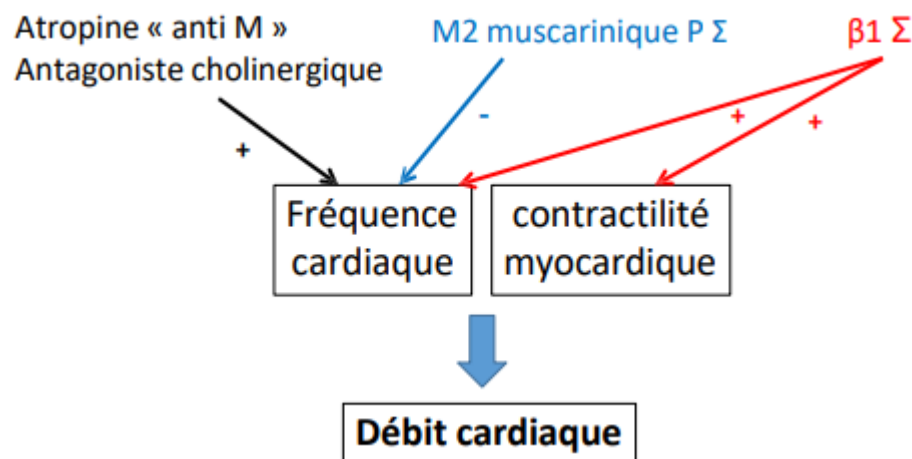 Atropine « anti M »
Antagoniste cholinergique
M2 muscarinique P Σ
β1 Σ
+
-
+
+
Fréquence
cardiaque
contractilité
myocardique
Débit cardiaque